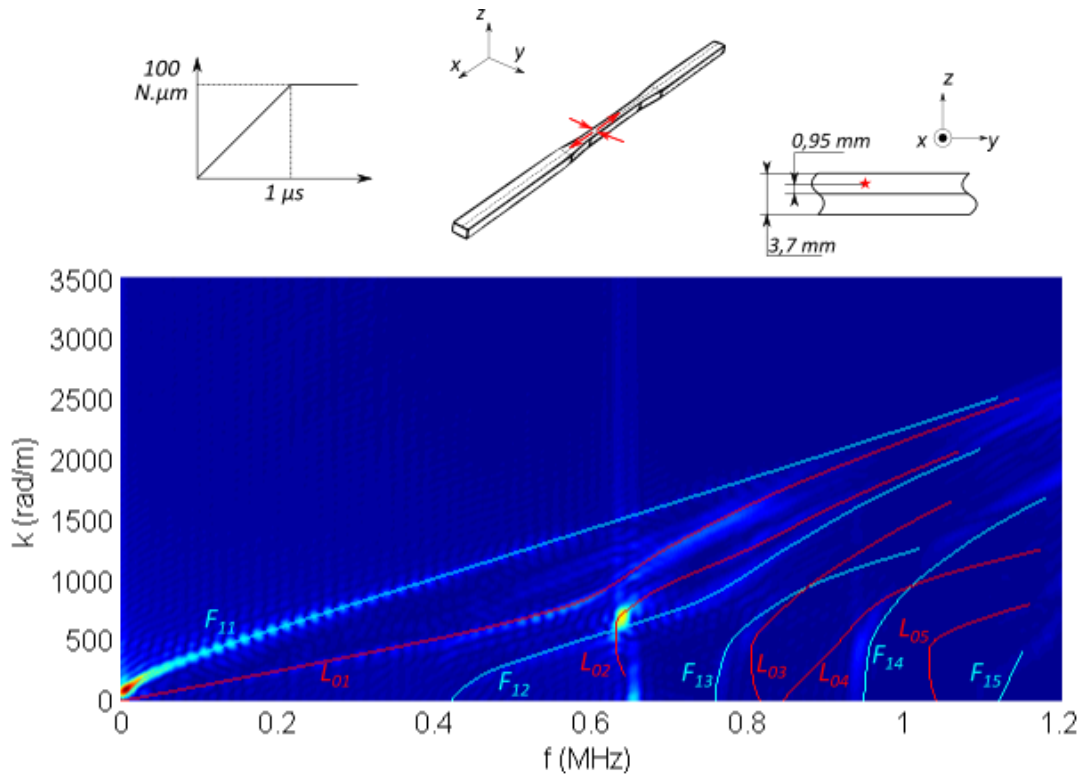 100
N.μm
1 μs
z
x
y
z
0,95 mm
x
y
3,7 mm
3500
3000
2500
2000
1500
1000
500
0
k (rad/m)
F11
L01
F12
L02
F13
L03
L04
F14
L05
F15
0
0.2
0.4
0.6
0.8
1
1.2
f (MHz)